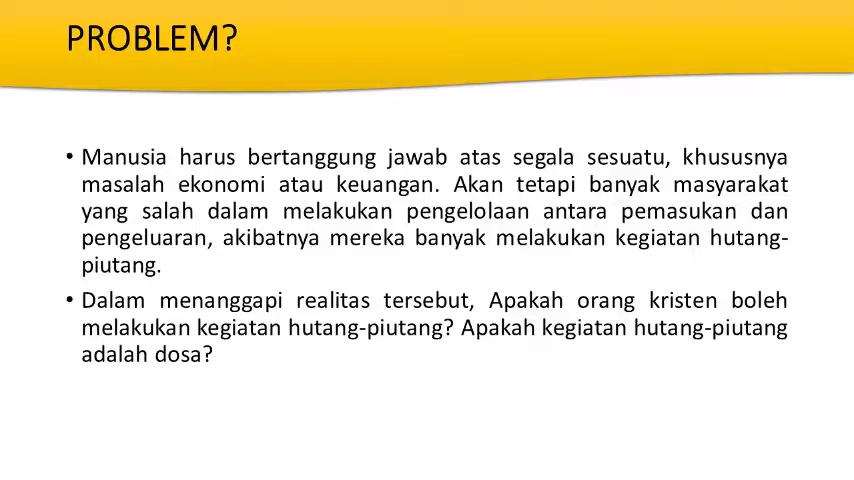 PROBLEM?
• Manusia harus bertanggung jawab atas segala sesuatu, khususnya
masalah ekonomi atau keuangan. Akan tetapi banyak masyarakat
yang salah dalam melakukan pengelolaan antara pemasukan dan
pengeluaran, akibatnya mereka banyak melakukan kegiatan hutang-
piutang.
• Dalam menanggapi realitas tersebut, Apakah orang kristen boleh
melakukan kegiatan hutang-piutang? Apakah kegiatan hutang-piutang
adalah dosa?